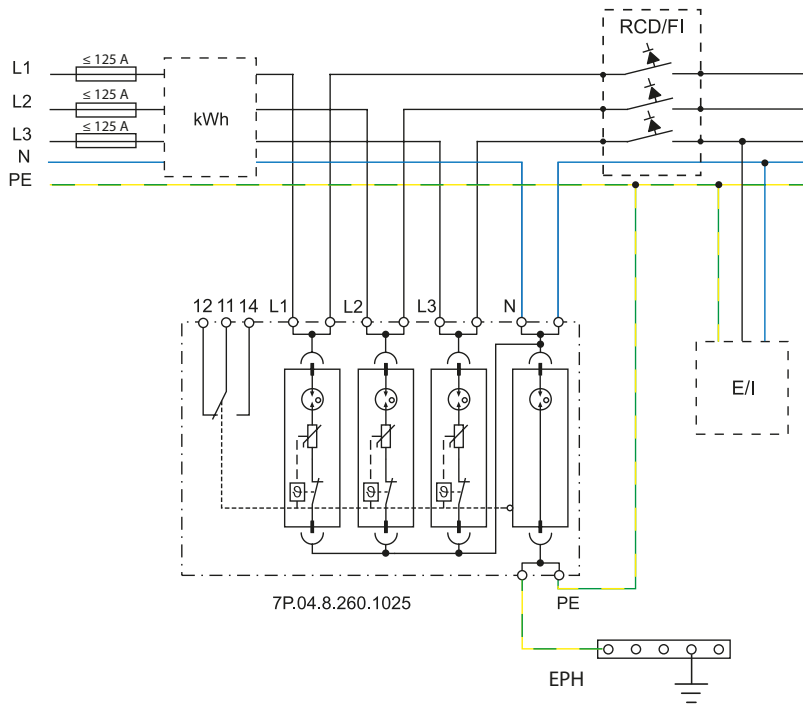 RCD/FI
≤ 125 A
L1
≤ 125 A
L2
kWh
≤ 125 A
L3
N
PE
12 11 14 L1 L2 L3 N
E/I
ϑ ϑ ϑ
7P.04.8.260.1025
PE
EPH